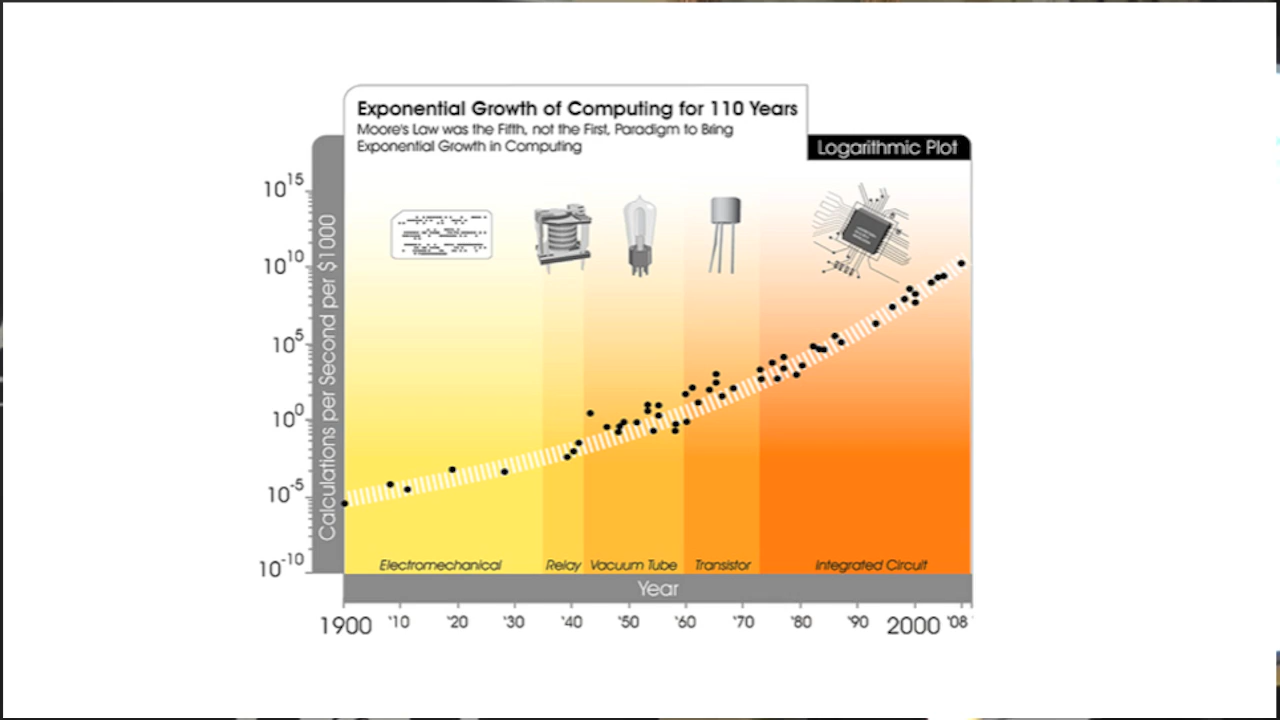 Exponential Growth of Computing for 110 Years
Moore's Law was the Fifth, not the First, Paradigm to Bring
Exponential Growth in Computing
Logarithmic Plot
Calculations per Second per $1000
10^15
10^10
10^5
10^0
10^-5
10^-10
Electromechanical Relay Vacuum Tube Transistor Integrated Circuit
Year
1900 '10 '20 '30 '40 '50 '60 '70 '80 '90 2000 '08